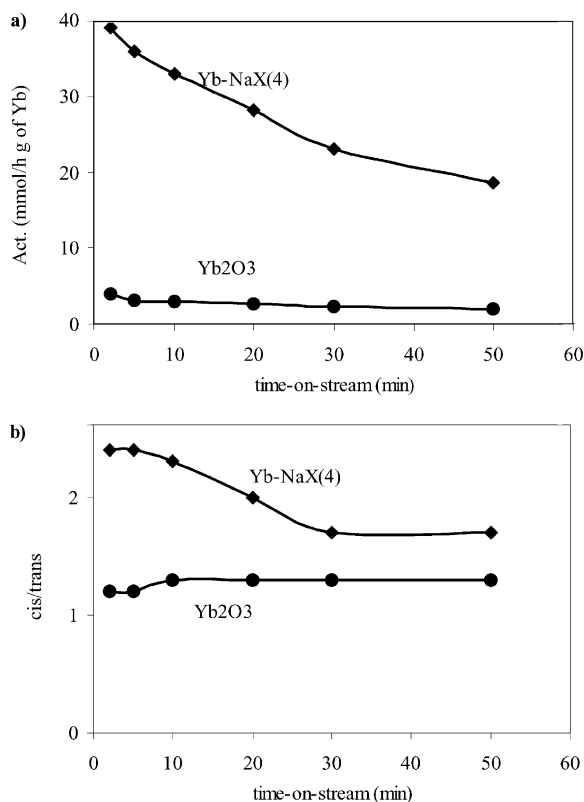 a)
Act. (mmol/h g of Yb)
40
30
20
10
0
Yb-NaX(4)
Yb2O3
0 10 20 30 40 50 60
time-on-stream (min)
b)
cis/trans
2
1
0
Yb-NaX(4)
Yb2O3
0 10 20 30 40 50 60
time-on-stream (min)